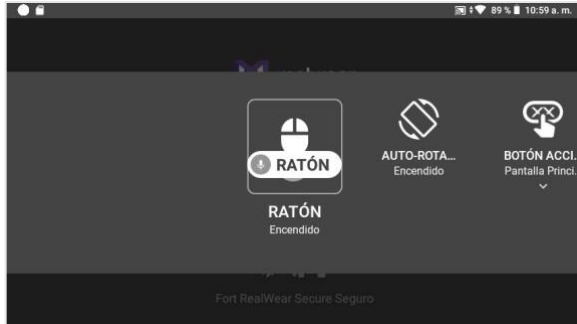 89 % 10:59 a. m.
RATÓN
AUTO-ROTA...
Encendido
BOTÓN ACCI.
Pantalla Princi.
RATÓN
Encendido
Fort RealWear Secure Seguro